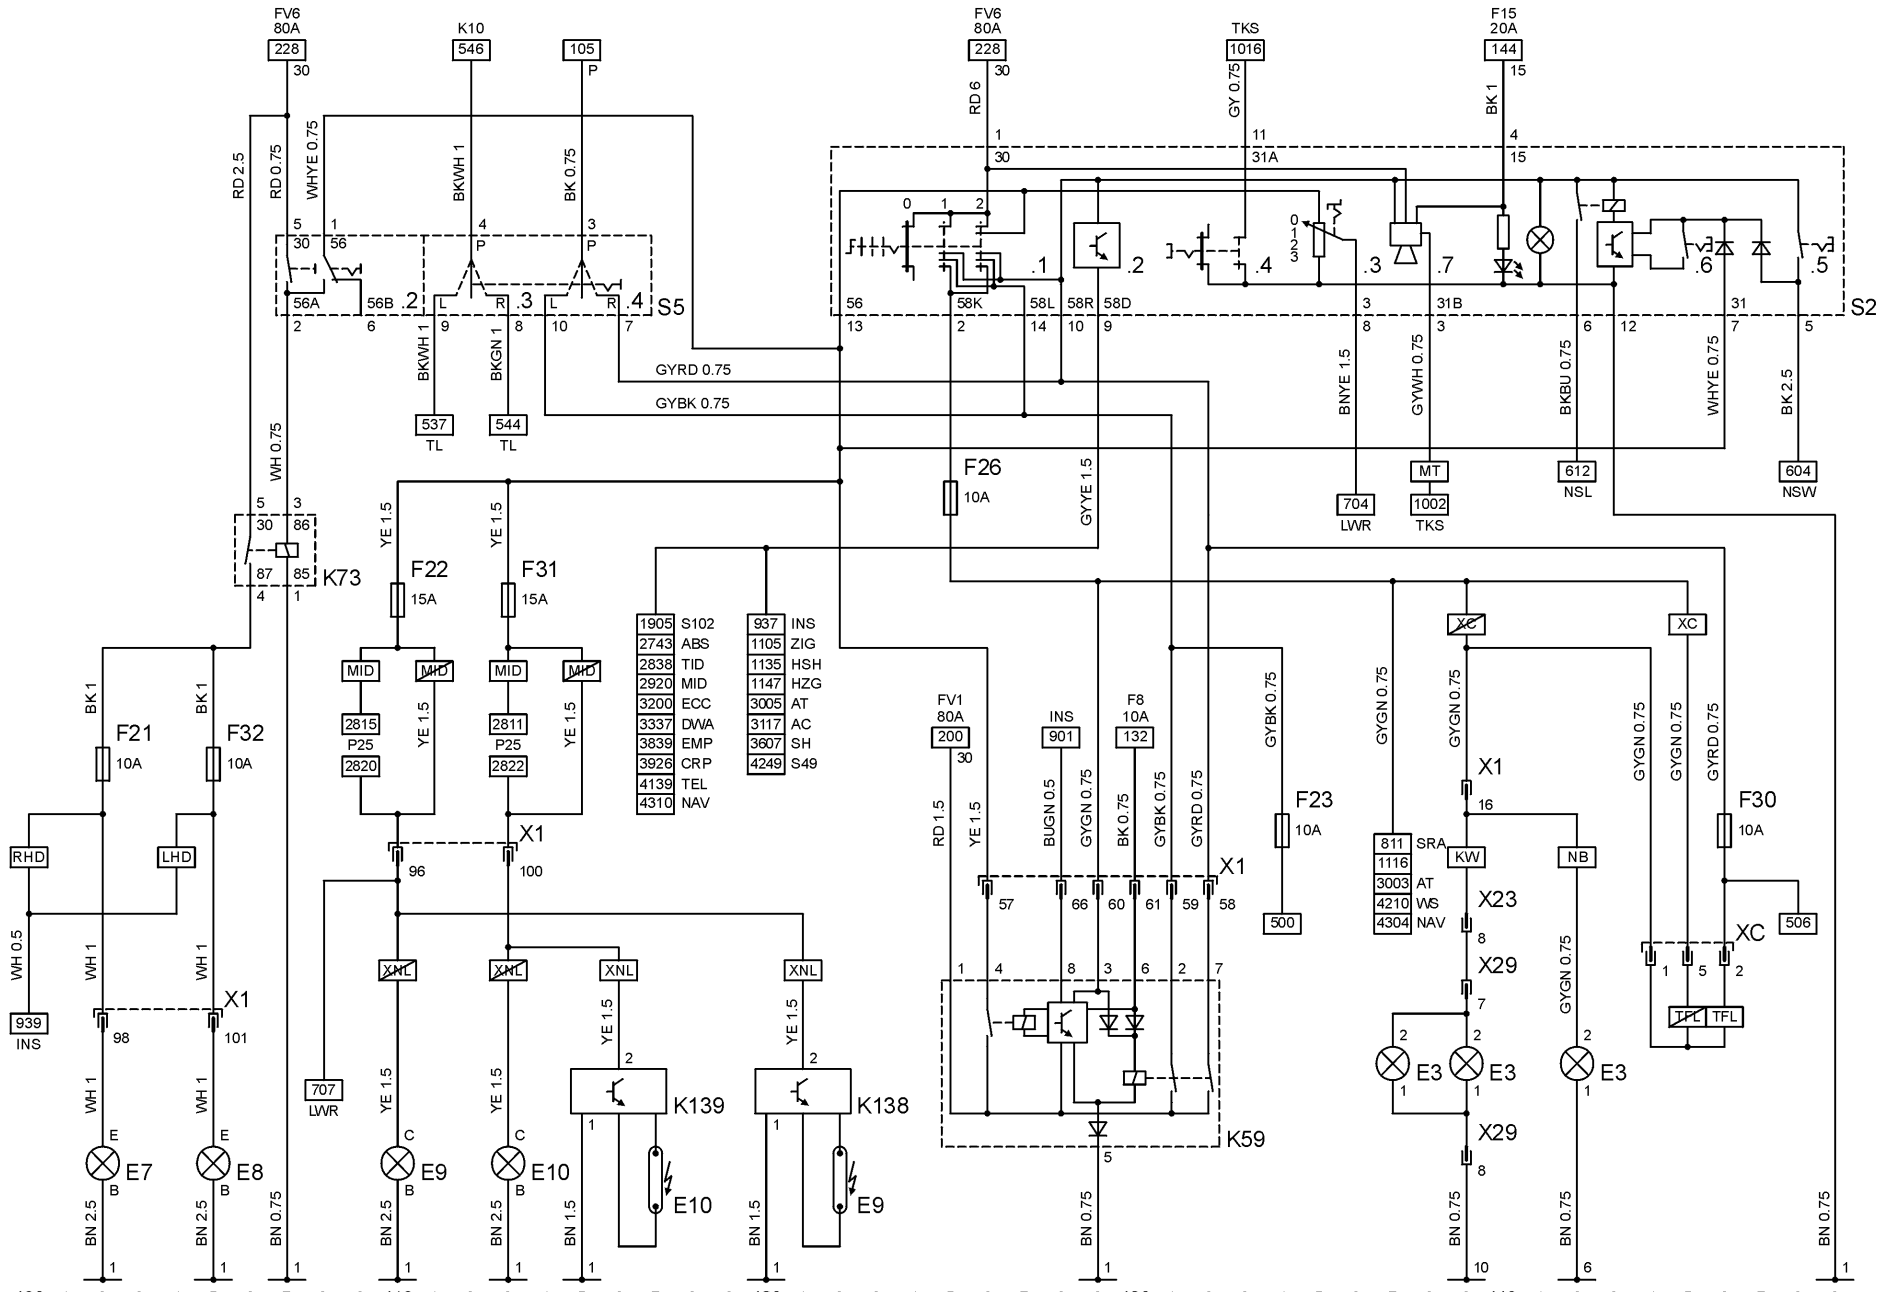 FV6 FV6 F15
80A K10 80A TKS 20A
228 546 105 228 1016 144
30 P 30 15
RD 2.5 RD 0.75 WHYE 0.75 BKWH 1 BK 0.75 RD 6 GY 0.75 BK 1
1 11 4
30 31A 15
5 1 4 3 0 1 2
30 56 P P
0
1
2
3
.1 .2 .4 .3 .7 .6 .5
56A 56B .2 L R .3 L R .4 S5
56 58K 58L 58R 58D 3 31B 31 S2
2 6 9 8 10 7 13 2 14 10 9 8 3 6 12 7 5
BKWH 1 BKGN 1 GYRD 0.75
GYBK 0.75
BNYE 1.5 GYWH 0.75 BKBU 0.75 WHYE 0.75 BK 2.5
537 544
TL TL
WH 0.75 GYYE 1.5
F26
10A
MT 612 604
NSL NSW
704 1002
LWR TKS
5 3
30 86
87 85 K73
4 1
YE 1.5 YE 1.5
F22 F31
15A 15A
MID MID MID MID
2815 2811
P25 P25
2820 2822
YE 1.5 YE 1.5
1905 S102
2743 ABS
2838 TID
2920 MID
3200 ECC
3337 DWA
3839 EMP
3926 CRP
4139 TEL
4310 NAV
937 INS
1105 ZIG
1135 HSH
1147 HZG
3005 AT
3117 AC
3607 SH
4249 S49
XC XC
BK 1 BK 1
F21 F32
10A 10A
FV1 F8
80A INS 10A
200 901 132
30
GYBK 0.75 GYGN 0.75 GYGN 0.75 GYGN 0.75 GYGN 0.75 GYRD 0.75
X1
16
F23 F30
10A 10A
RD 1.5 YE 1.5 BUGN 0.5 GYGN 0.75 BK 0.75 GYBK 0.75 GYRD 0.75
RHD LHD
X1
96 100
X1
57 66 60 61 59 58
811 SRA
1116
3003 AT
4210 WS
4304 NAV
KW NB
X23
8
500 506
WH 0.5 WH 1 WH 1
XNL XNL XNL XNL
1 4 8 3 6 2 7
X29
7
GYGN 0.75
XC
1 5 2
TFL TFL
939
INS
X1
98 101
YE 1.5 YE 1.5
2 2
707
LWR
WH 1 WH 1 YE 1.5 YE 1.5
K139 K138
1 1
2 2 2
E3 E3 E3
1 1 1
K59
5
X29
8
E E C C
E7 E8 E9 E10
B B B B
E10 E9
BN 2.5 BN 2.5 BN 0.75 BN 2.5 BN 2.5 BN 1.5 BN 1.5 BN 0.75 BN 0.75 BN 0.75 BN 0.75
1 1 1 1 1 1 1 1 10 6 1